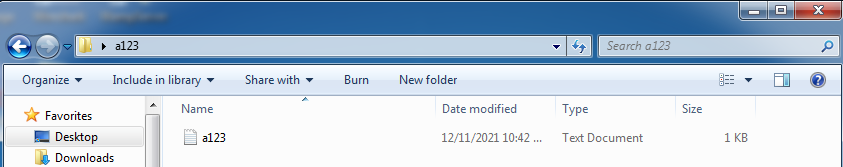 a123
Search a123
Organize Include in library Share with Burn New folder
Name Date modified Type Size
Favorites
Desktop
Downloads
a123 12/11/2021 10:42 ... Text Document 1 KB